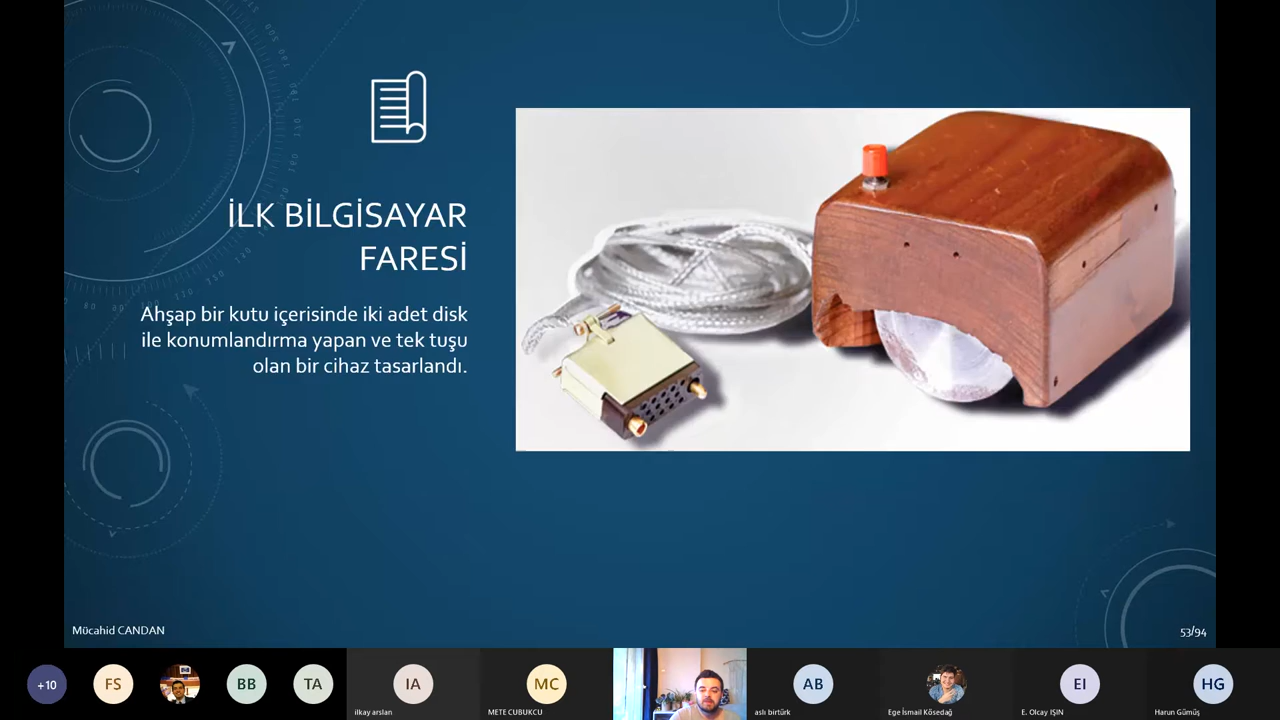 İLK BİLGİSAYAR
FARESİ
Ahşap bir kutu içerisinde iki adet disk
ile konumlandırma yapan ve tek tuşu
olan bir cihaz tasarlandı.
Mücahid CANDAN
53/94
+10
FS
BB
TA
IA
MC
AB
EI
HG
ilkay arslan
METE CUBUKCU
aslı birtürk
Ege İsmail Kösedağ
E. Olcay IŞIN
Harun Gümüş